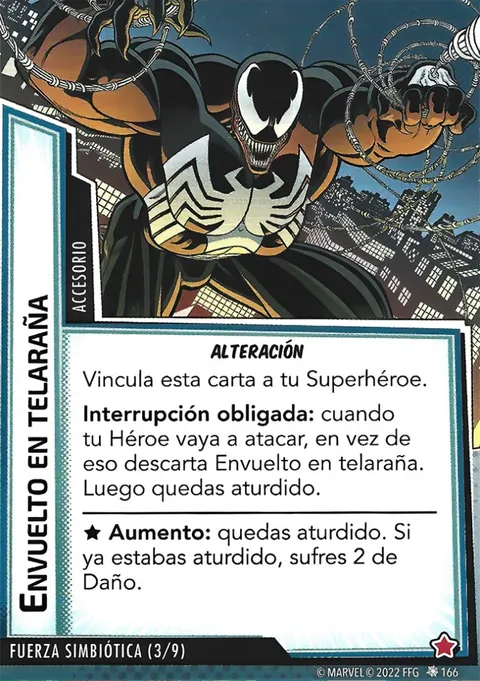 ENVUELTO EN TELARAÑA
ACCESORIO
ALTERACIÓN
Vincula esta carta a tu Superhéroe.
Interrupción obligada: cuando
tu Héroe vaya a atacar, en vez de
eso descarta Envuelto en telaraña.
Luego quedas aturdido.
★ Aumento: quedas aturdido. Si
ya estabas aturdido, sufres 2 de
Daño.
FUERZA SIMBIÓTICA (3/9)
© MARVEL © 2022 FFG 166